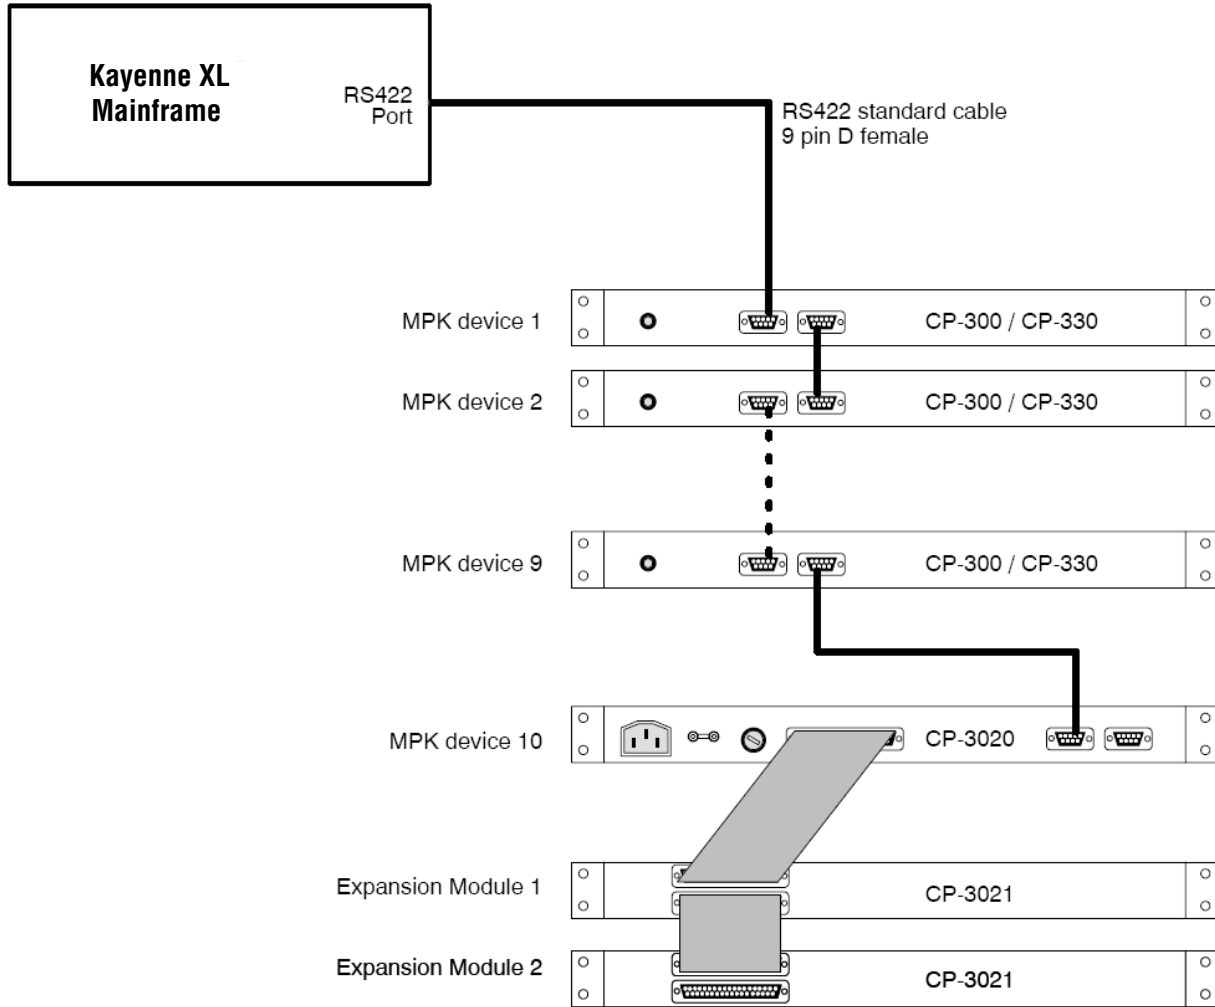 Kayenne XL
Mainframe
RS422
Port
RS422 standard cable
9 pin D female
MPK device 1
CP-300 / CP-330
MPK device 2
CP-300 / CP-330
MPK device 9
CP-300 / CP-330
MPK device 10
CP-3020
Expansion Module 1
CP-3021
Expansion Module 2
CP-3021